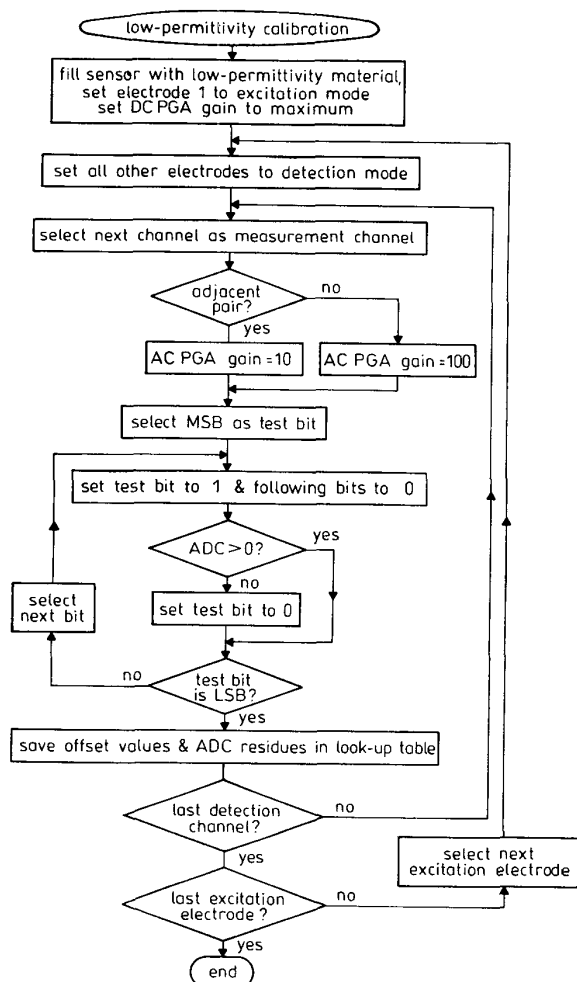 low-permittivity calibration
fill sensor with low-permittivity material,
set electrode 1 to excitation mode
set DC PGA gain to maximum
set all other electrodes to detection mode
select next channel as measurement channel
adjacent
pair?
no
yes
AC PGA gain=10
AC PGA gain=100
select MSB as test bit
set test bit to 1 & following bits to 0
ADC>0?
yes
no
select
next bit
set test bit to 0
no
test bit
is LSB?
yes
save offset values & ADC residues in look-up table
last detection
channel?
no
yes
select next
excitation electrode
last excitation
electrode?
no
yes
end